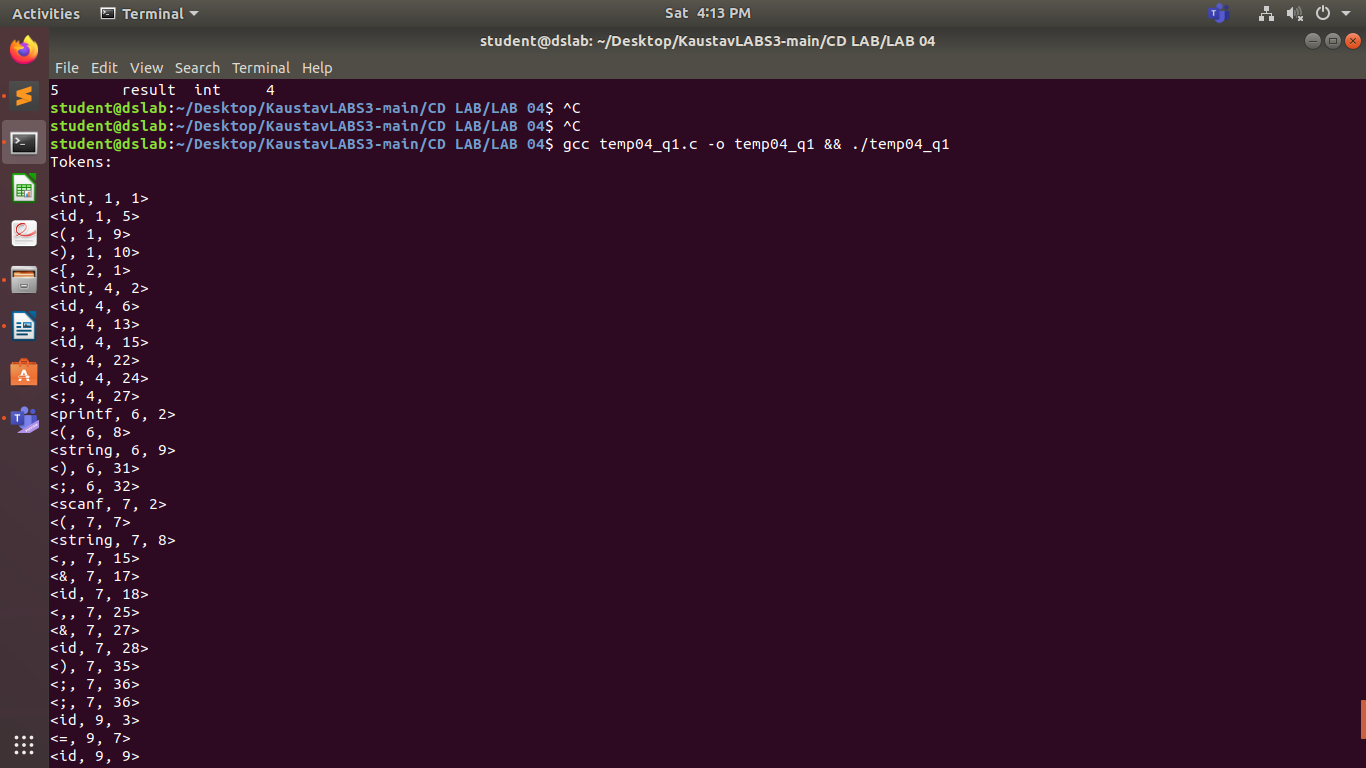 Activities Terminal Sat 4:13 PM
student@dslab: ~/Desktop/KaustavLABS3-main/CD LAB/LAB 04
File Edit View Search Terminal Help
5 result int 4
student@dslab:~/Desktop/KaustavLABS3-main/CD LAB/LAB 04$ ^C
student@dslab:~/Desktop/KaustavLABS3-main/CD LAB/LAB 04$ ^C
student@dslab:~/Desktop/KaustavLABS3-main/CD LAB/LAB 04$ gcc temp04_q1.c -o temp04_q1 && ./temp04_q1
Tokens:
<int, 1, 1>
<id, 1, 5>
<(, 1, 9>
<), 1, 10>
<{, 2, 1>
<int, 4, 2>
<id, 4, 6>
<,, 4, 13>
<id, 4, 15>
<,, 4, 22>
<id, 4, 24>
<;, 4, 27>
<printf, 6, 2>
<(, 6, 8>
<string, 6, 9>
<), 6, 31>
<;, 6, 32>
<scanf, 7, 2>
<(, 7, 7>
<string, 7, 8>
<,, 7, 15>
<&, 7, 17>
<id, 7, 18>
<,, 7, 25>
<&, 7, 27>
<id, 7, 28>
<), 7, 35>
<;, 7, 36>
<;, 7, 36>
<id, 9, 3>
<=, 9, 7>
<id, 9, 9>